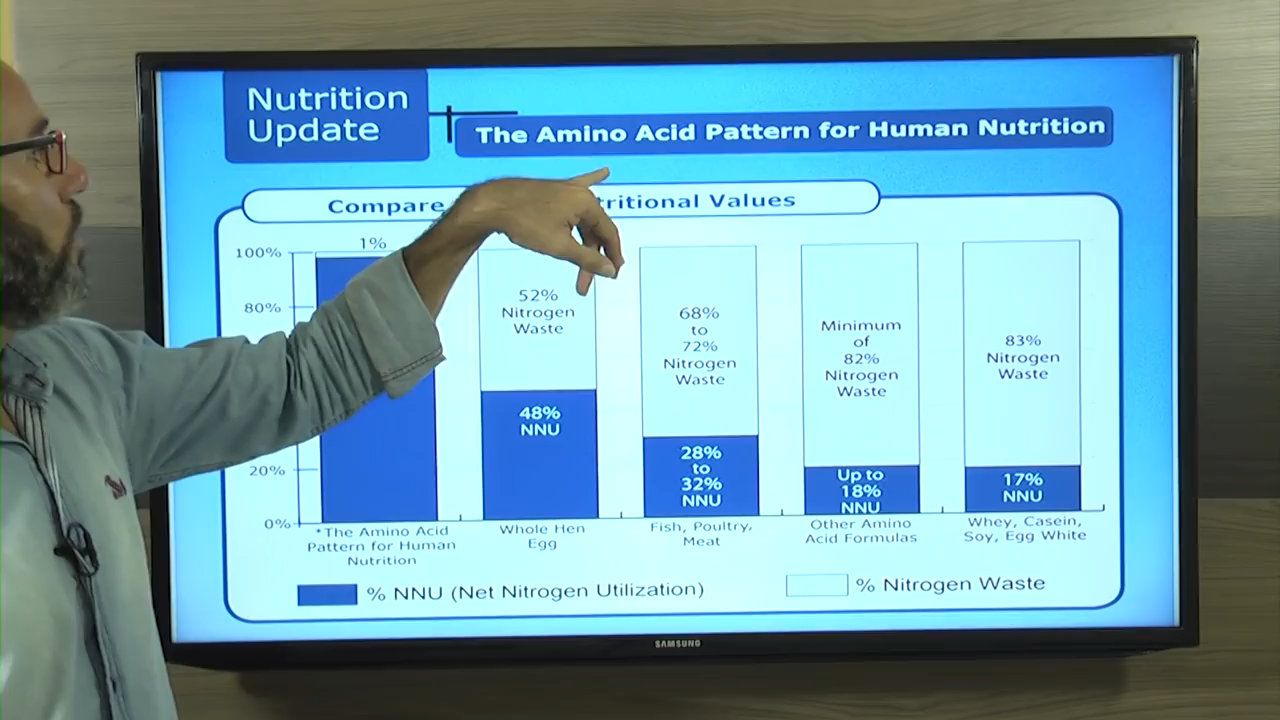 Nutrition
Update
The Amino Acid Pattern for Human Nutrition
Compare
tritional Values
100%
80%
20%
0%
1%
52%
Nitrogen
Waste
48%
NNU
68%
to
72%
Nitrogen
Waste
28%
to
32%
NNU
Minimum
of
82%
Nitrogen
Waste
Up to
18%
NNU
83%
Nitrogen
Waste
17%
NNU
*The Amino Acid
Pattern for Human
Nutrition
Whole Hen
Egg
Fish, Poultry,
Meat
Other Amino
Acid Formulas
Whey, Casein,
Soy, Egg White
% NNU (Net Nitrogen Utilization)
% Nitrogen Waste
SAMSUNG